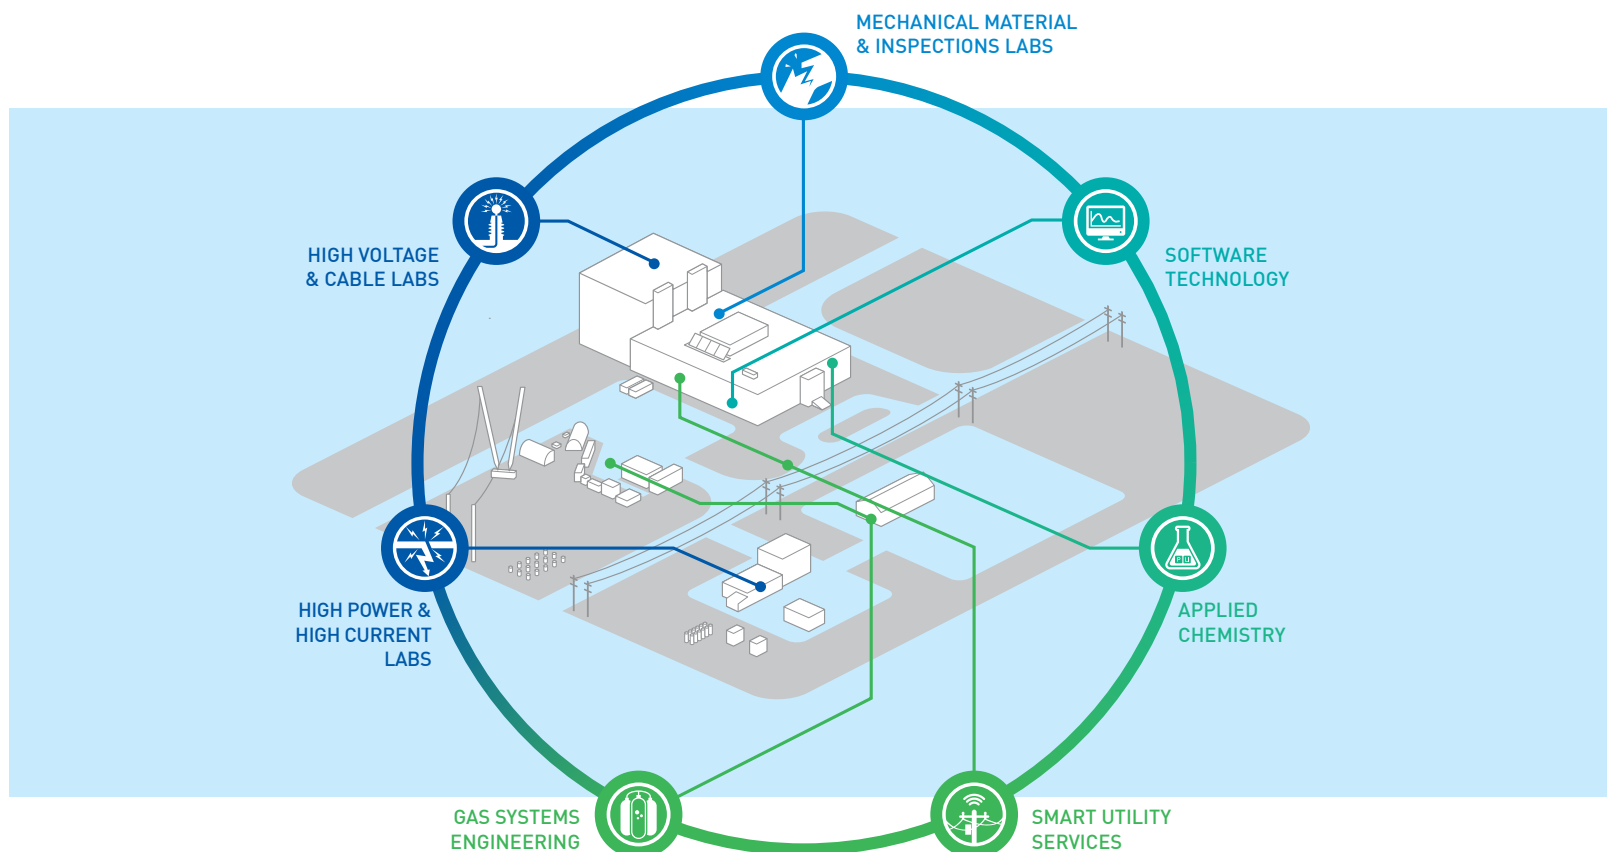 MECHANICAL MATERIAL
& INSPECTIONS LABS
HIGH VOLTAGE
& CABLE LABS
SOFTWARE
TECHNOLOGY
HIGH POWER &
HIGH CURRENT
LABS
APPLIED
CHEMISTRY
GAS SYSTEMS
ENGINEERING
SMART UTILITY
SERVICES